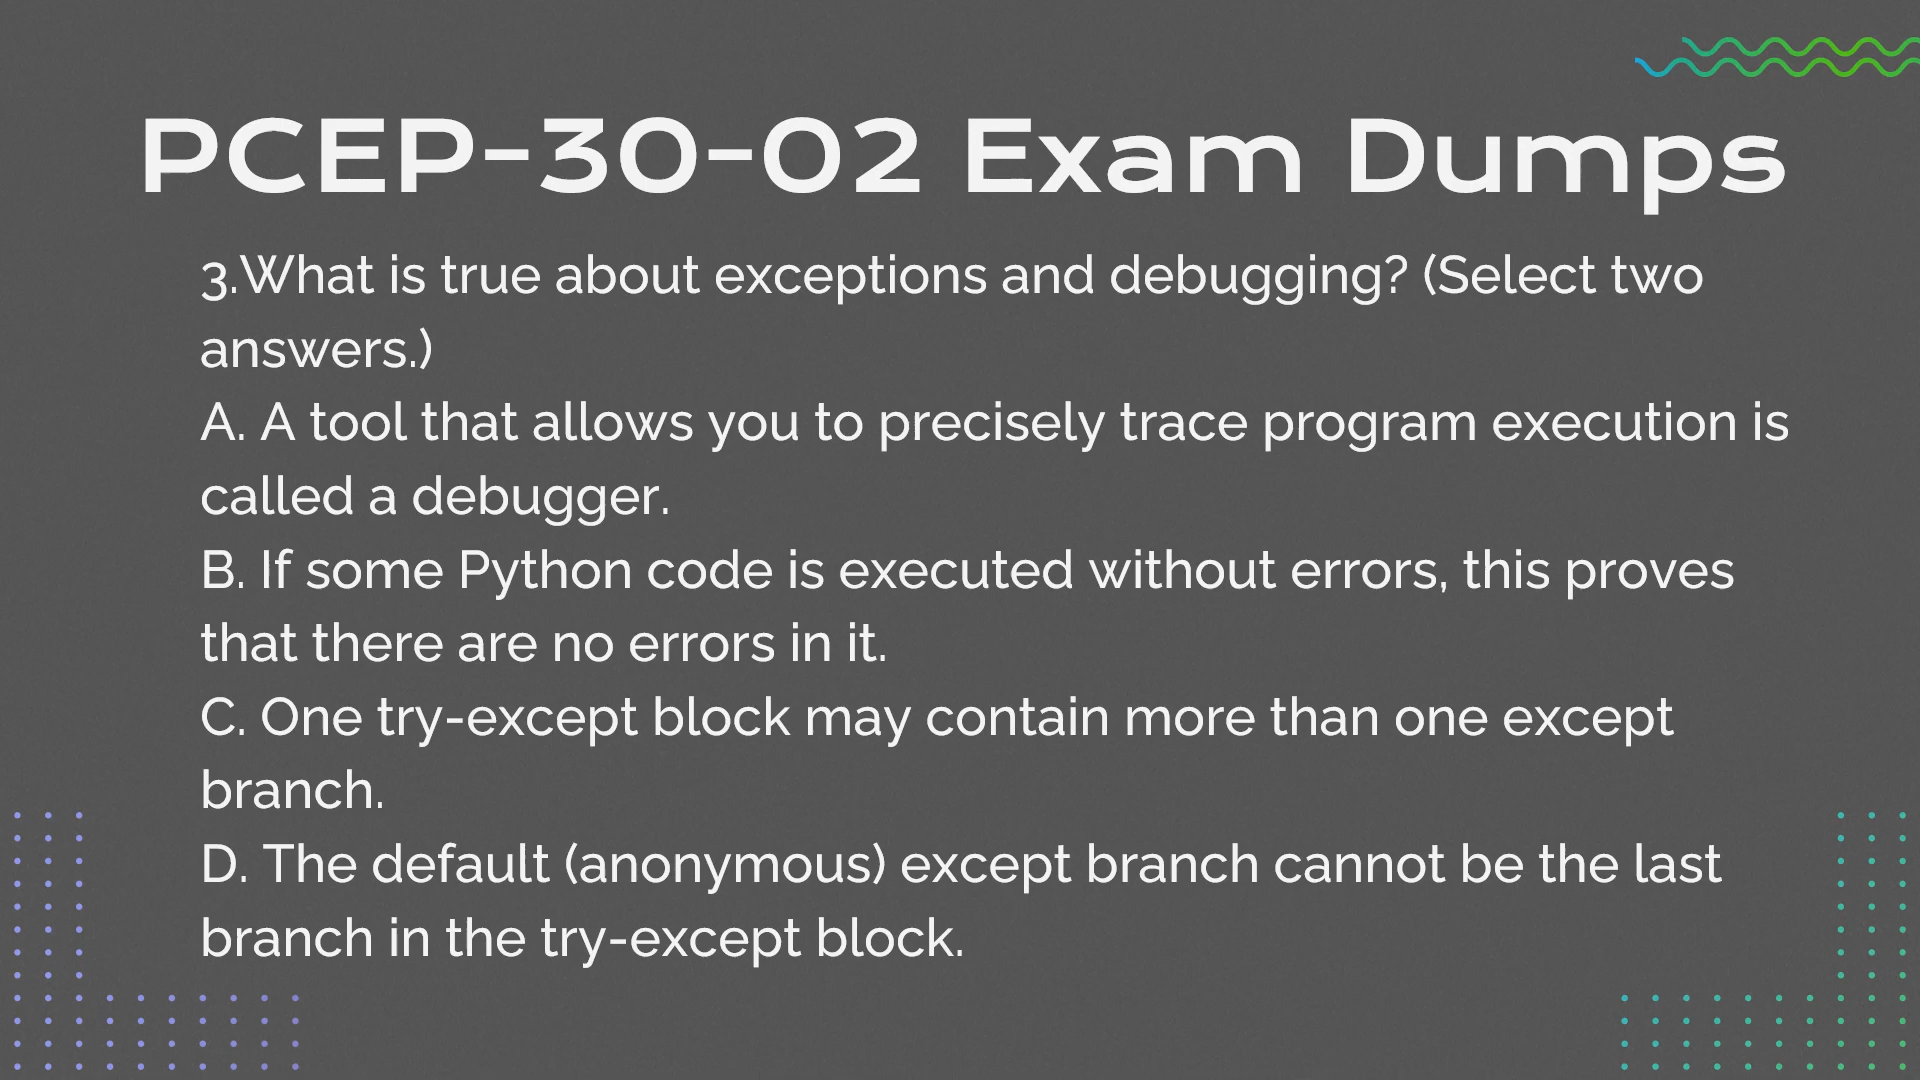 PCEP-30-02 Exam Dumps
3.What is true about exceptions and debugging? (Select two
answers.)
A. A tool that allows you to precisely trace program execution is
called a debugger.
B. If some Python code is executed without errors, this proves
that there are no errors in it.
C. One try-except block may contain more than one except
branch.
D. The default (anonymous) except branch cannot be the last
branch in the try-except block.